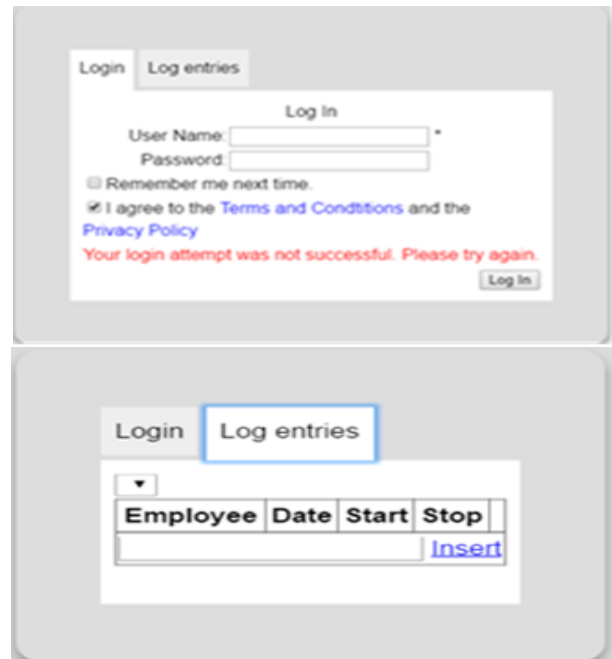 Login Log entries
Log In
User Name: *
Password:
Remember me next time.
I agree to the Terms and Condtitions and the
Privacy Policy
Your login attempt was not successful. Please try again.
Log In
Login Log entries
Employee Date Start Stop
Insert